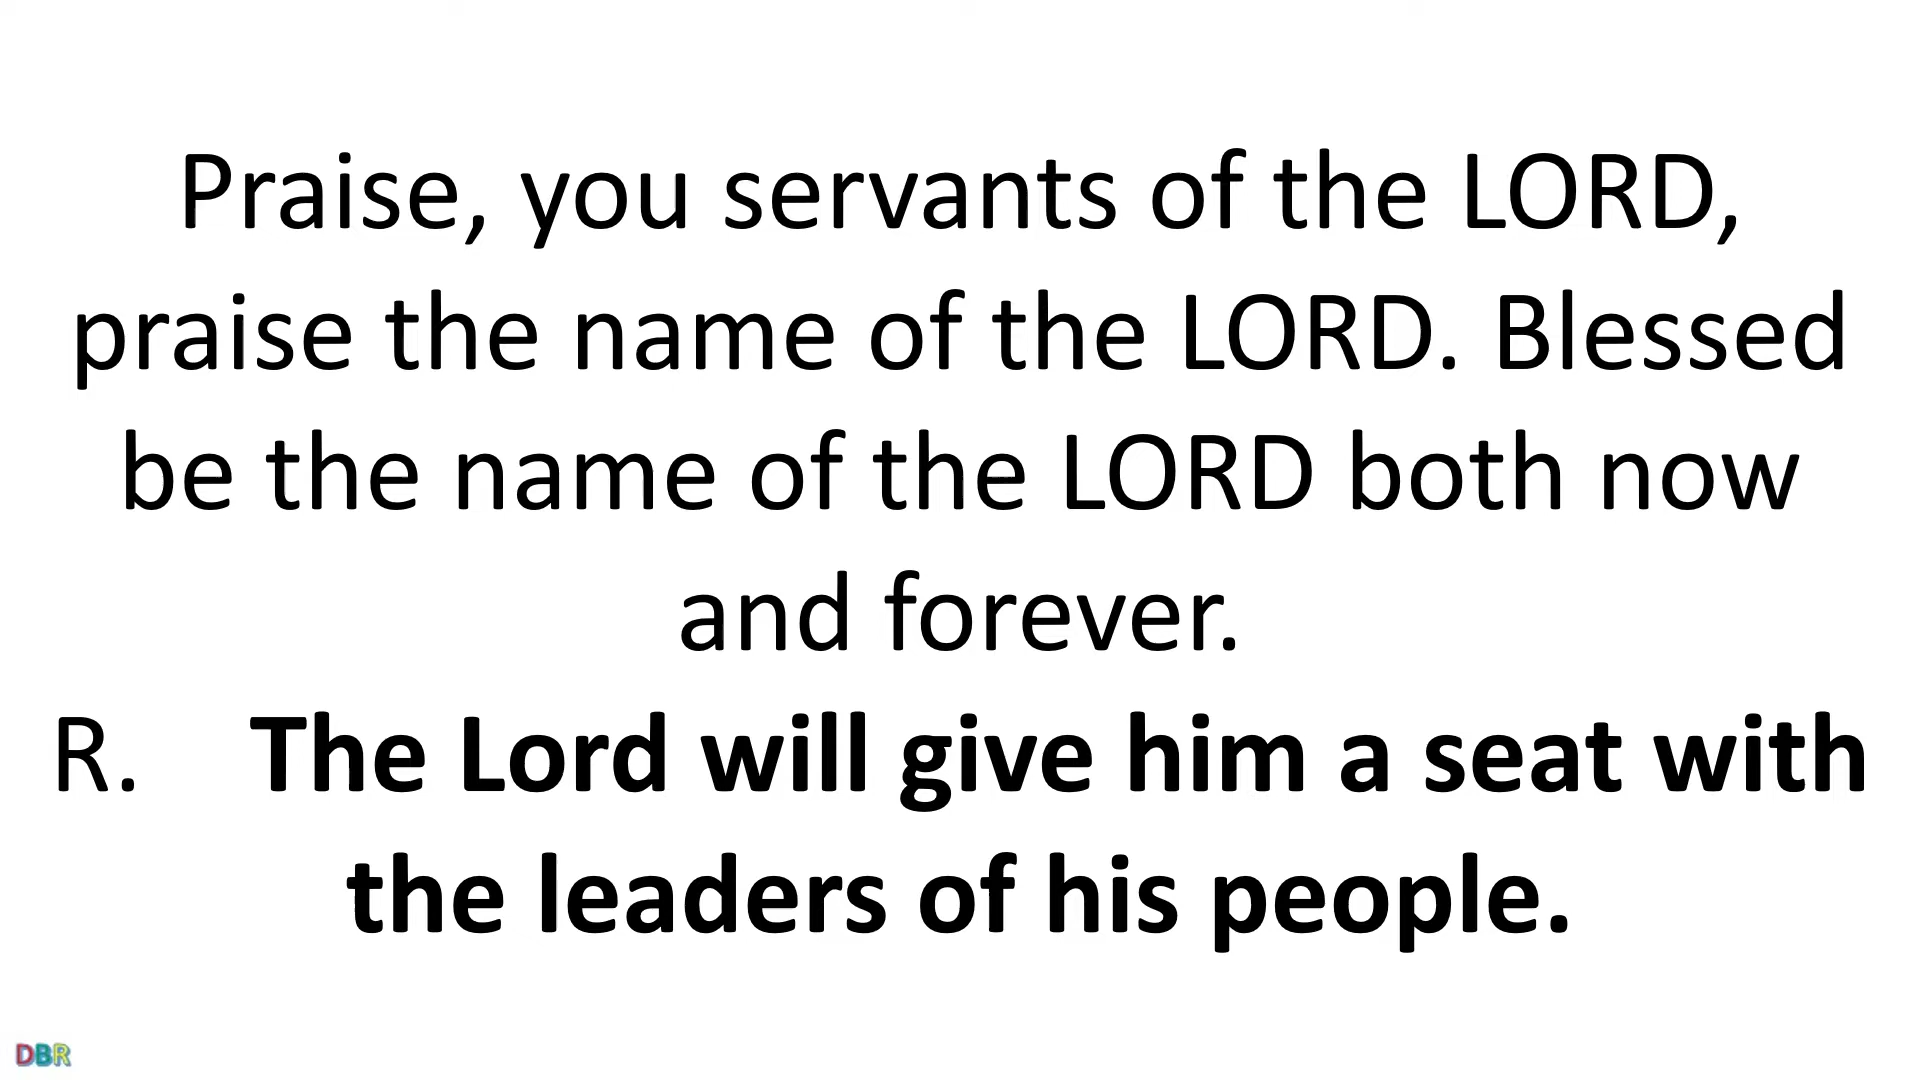 Praise, you servants of the LORD,
praise the name of the LORD. Blessed
be the name of the LORD both now
and forever.
R. The Lord will give him a seat with
the leaders of his people.
DBR